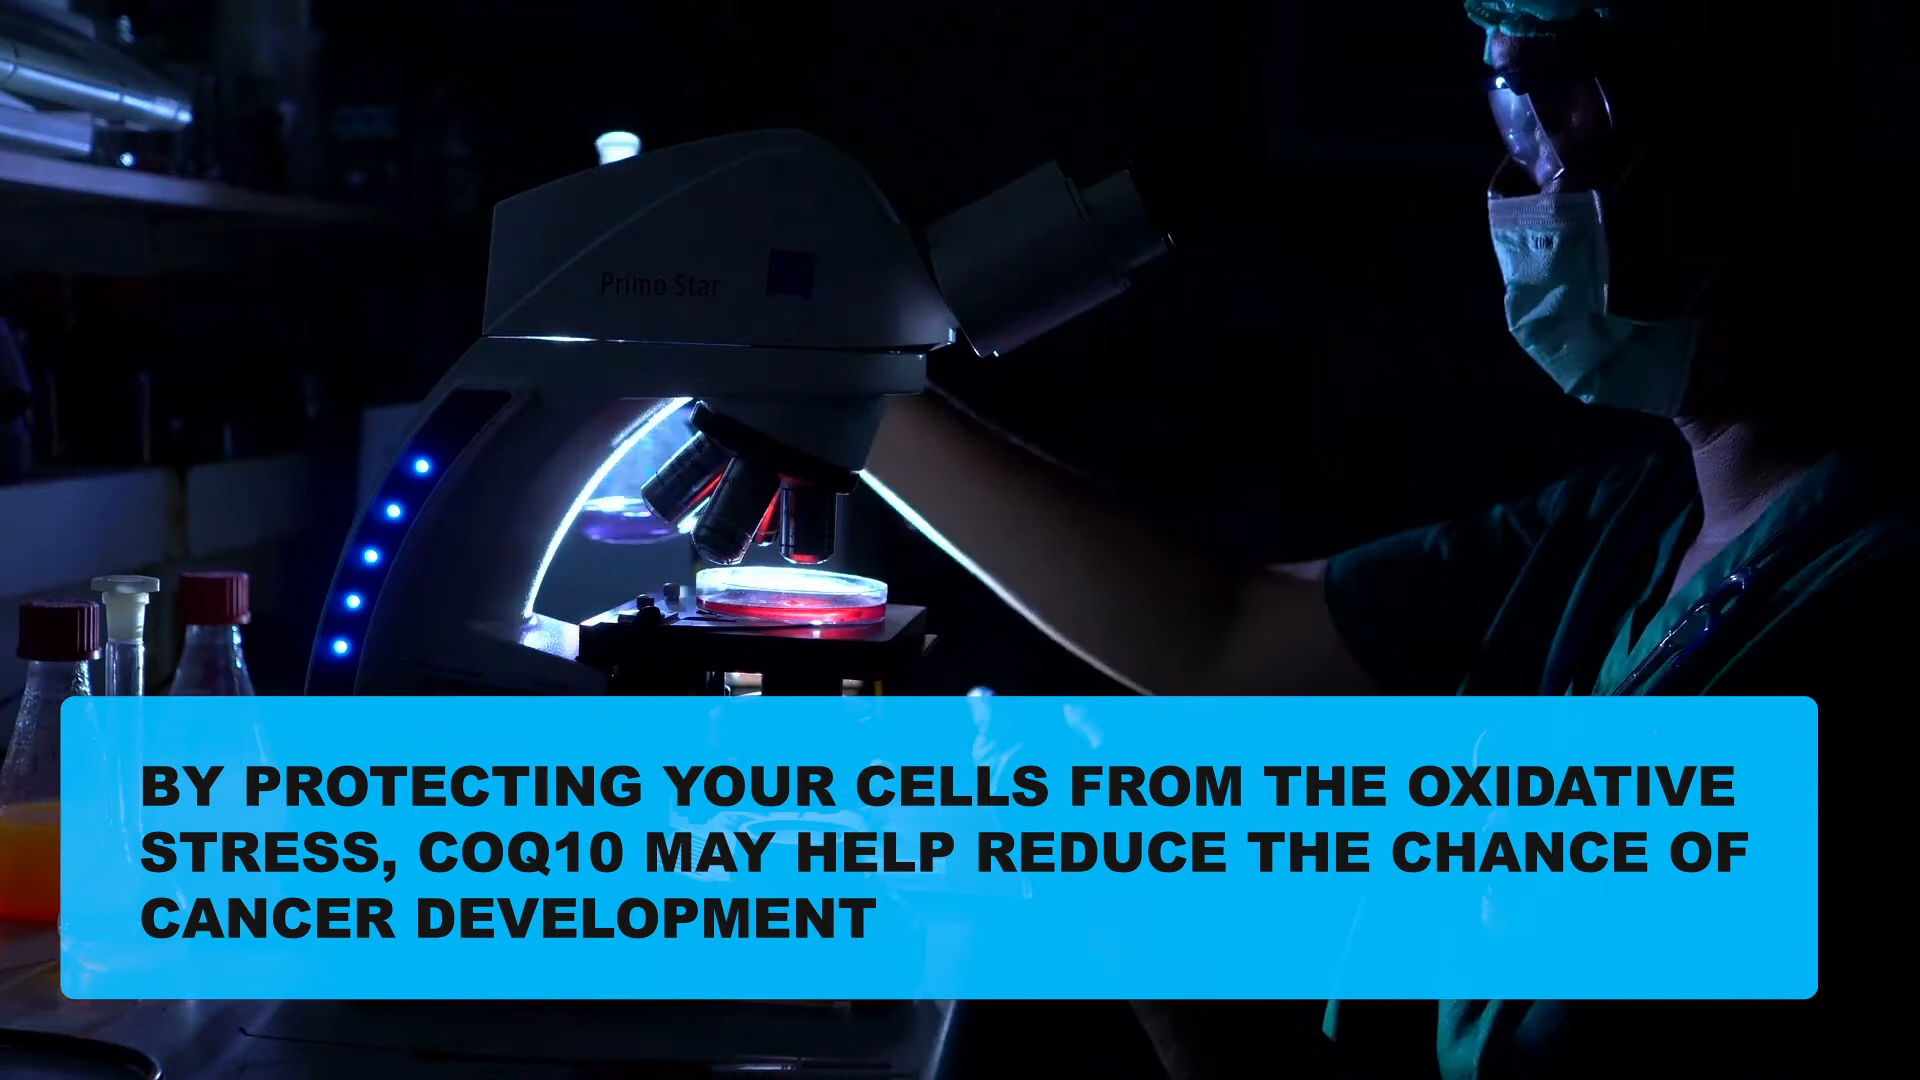 Primo Star
BY PROTECTING YOUR CELLS FROM THE OXIDATIVE
STRESS, COQ10 MAY HELP REDUCE THE CHANCE OF
CANCER DEVELOPMENT